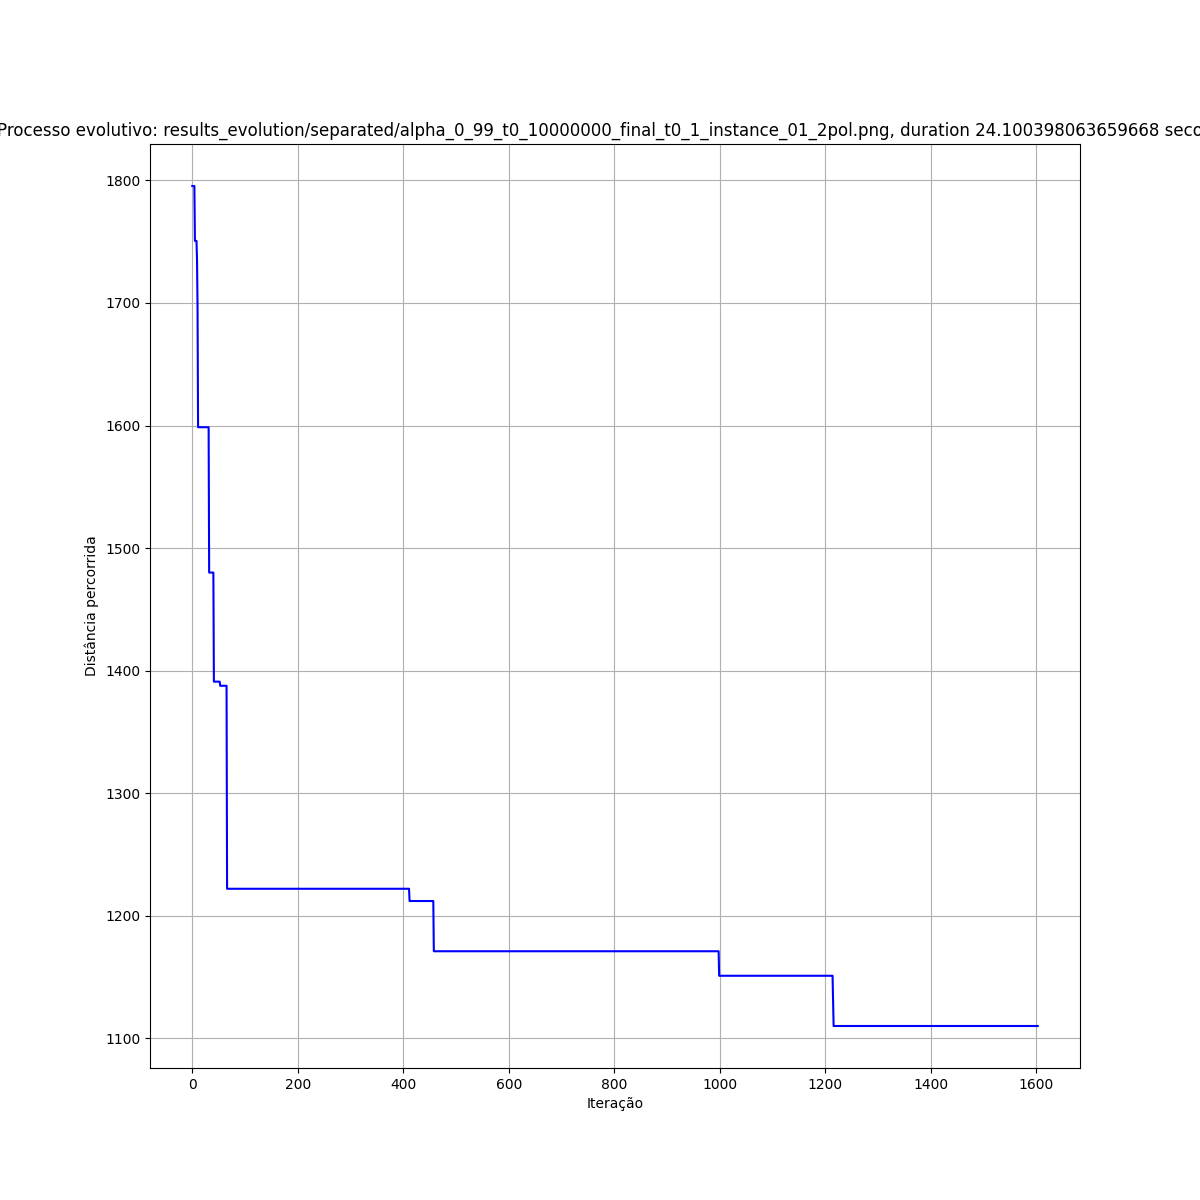 Processo evolutivo: results_evolution/separated/alpha_0_99_t0_10000000_final_t0_1_instance_01_2pol.png, duration 24.100398063659668 seco
1800
1700
1600
1500
1400
1300
1200
1100
Distância percorrida
0 200 400 600 800 1000 1200 1400 1600
Iteração